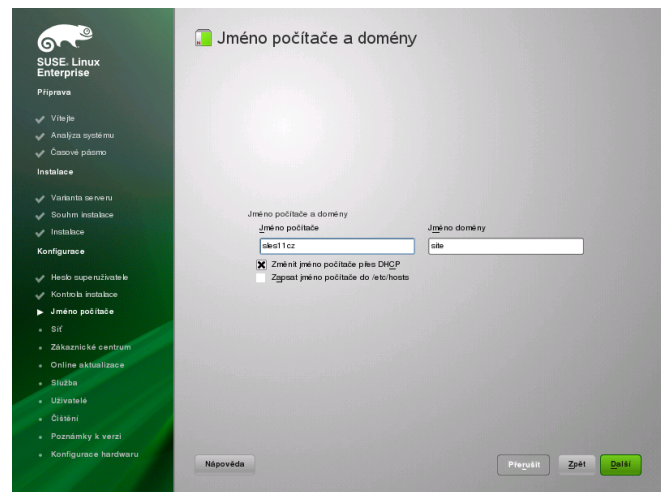 SUSE. Linux
Enterprise
Příprava
Vítejte
Analýza systému
Časové pásmo
Instalace
Varianta serveru
Souhrn instalace
Instalace
Konfigurace
Heslo superuživatele
Kontrola instalace
Jméno počítače
Síť
Zákaznické centrum
Online aktualizace
Služba
Uživatelé
Čištění
Poznámky k verzi
Konfigurace hardwaru
Jméno počítače a domény
Jméno počítače a domény
Jméno počítače Jméno domény
sles11cz site
Změnit jméno počítače přes DHCP
Zapsat jméno počítače do /etc/hosts
Nápověda Přerušit Zpět Další